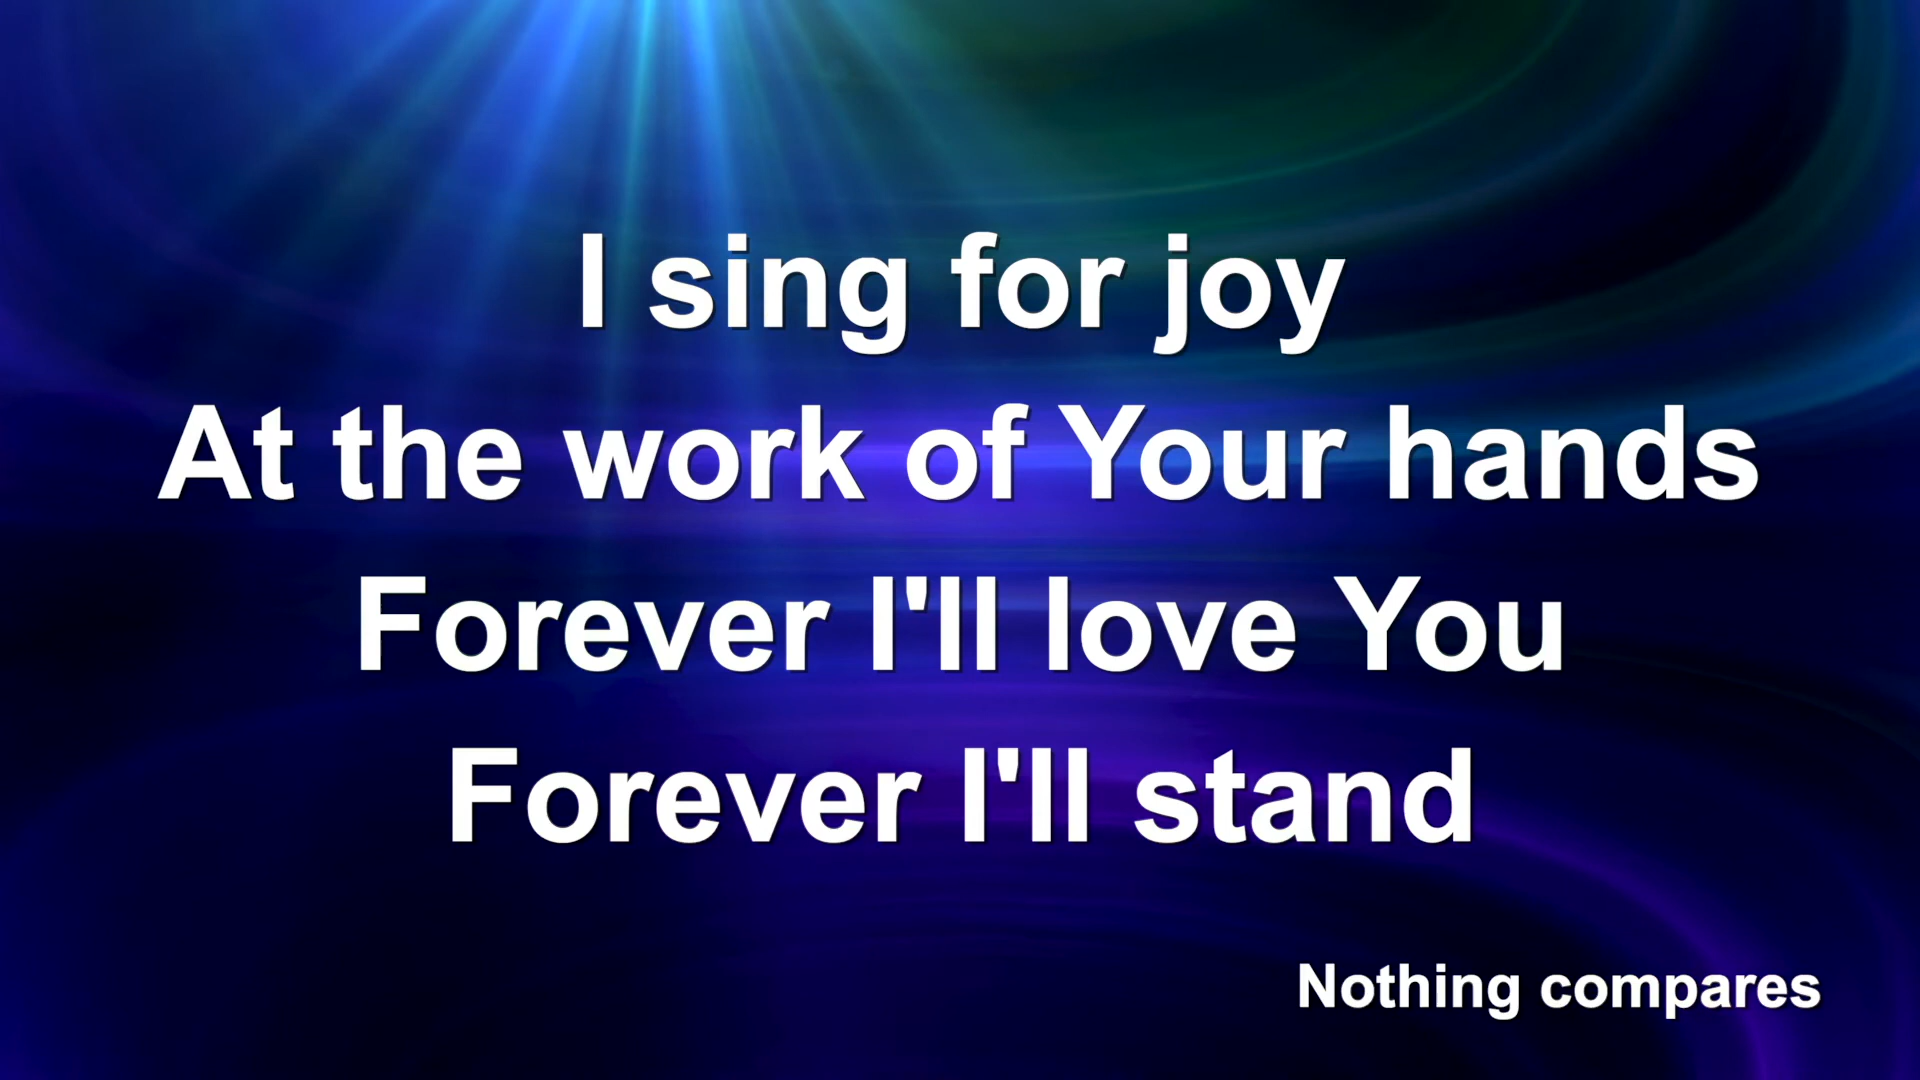 I sing for joy
At the work of Your hands
Forever I'll love You
Forever I'll stand
Nothing compares